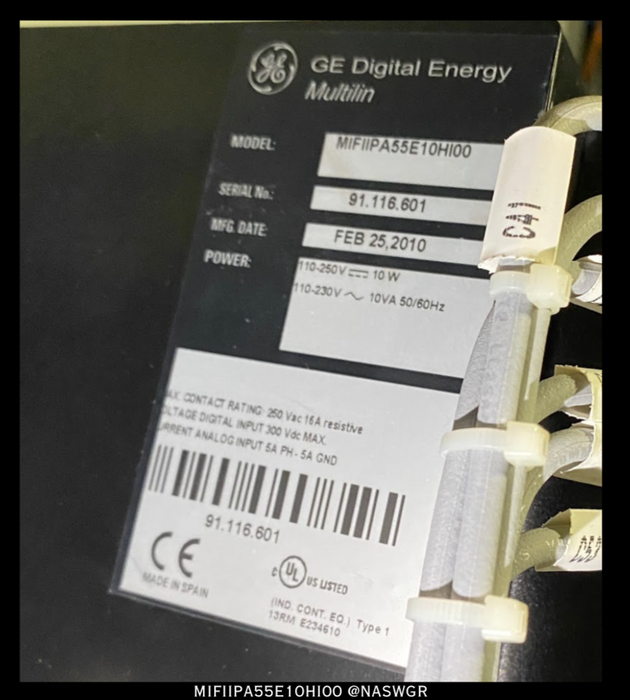 GE Digital Energy
Multilin
MODEL: MIFIIPA55E10HI00
SERIAL No.: 91.116.601
MFG. DATE: FEB 25,2010
POWER: 110-250V ⎓ 10 W
110-230V ～ 10VA 50/60Hz
AX. CONTACT RATING: 250 Vac 16A resistive
LTAGE DIGITAL INPUT 300 Vdc MAX.
RRENT ANALOG INPUT 5A PH - 5A GND
91.116.601
CE
MADE IN SPAIN
c UL US LISTED
(IND. CONT. EQ.) Type 1
13RM E234610
C47
MIFIIPA55E10HI00 @NASWGR